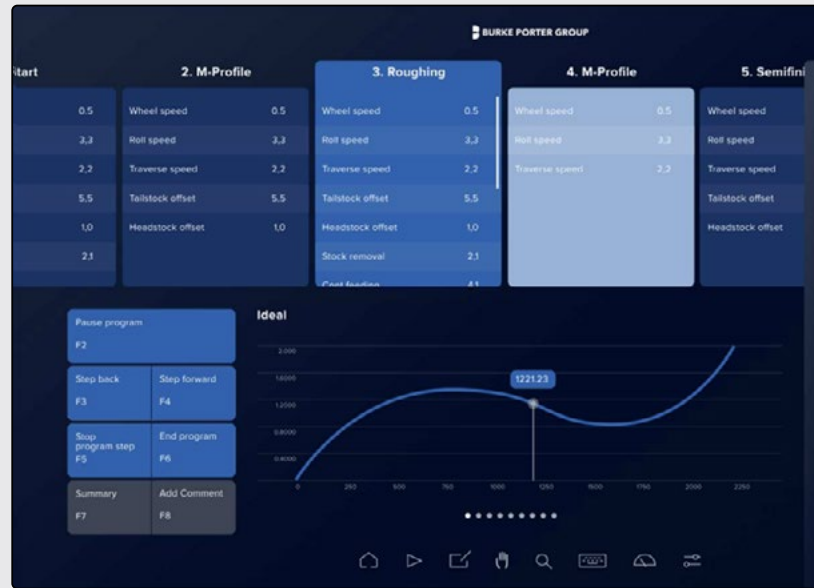 BURKE PORTER GROUP
2. M-Profile
3. Roughing
4. M-Profile
0.5
3,3
2,2
5,5
1,0
2,1
Wheel speed 0.5
Roll speed 3,3
Traverse speed 2,2
Tailstock offset 5,5
Headstock offset 1,0
Wheel speed 0.5
Roll speed 3,3
Traverse speed 2,2
Tailstock offset 5,5
Headstock offset 1,0
Stock removal 2,1
Wheel speed 0.5
Roll speed 3,3
Traverse speed 2,2
5. Semifini
Wheel speed
Roll speed
Traverse speed
Tailstock offset
Headstock offset
Pause program
F2
Step back
F3
Step forward
F4
Stop
program step
F5
End program
F6
Summary
F7
Add Comment
F8
Ideal
2.000
1.2000
0.8000
1221.23
0 250 500 750 1000 1250 1500 1750 2000 2250